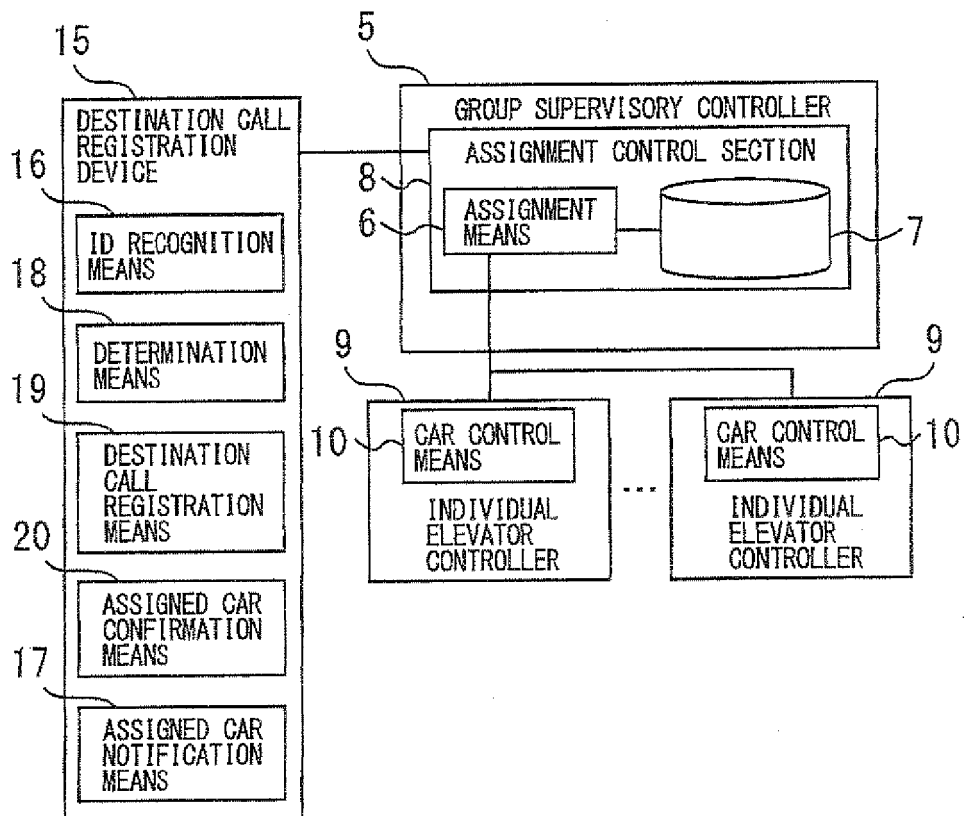 15
DESTINATION CALL
REGISTRATION
DEVICE
16
ID RECOGNITION
MEANS
18
DETERMINATION
MEANS
19
DESTINATION
CALL
REGISTRATION
MEANS
20
ASSIGNED CAR
CONFIRMATION
MEANS
17
ASSIGNED CAR
NOTIFICATION
MEANS
5
GROUP SUPERVISORY CONTROLLER
ASSIGNMENT CONTROL SECTION
8
6
ASSIGNMENT
MEANS
7
9
10
CAR CONTROL
MEANS
INDIVIDUAL
ELEVATOR
CONTROLLER
...
9
CAR CONTROL
MEANS
10
INDIVIDUAL
ELEVATOR
CONTROLLER